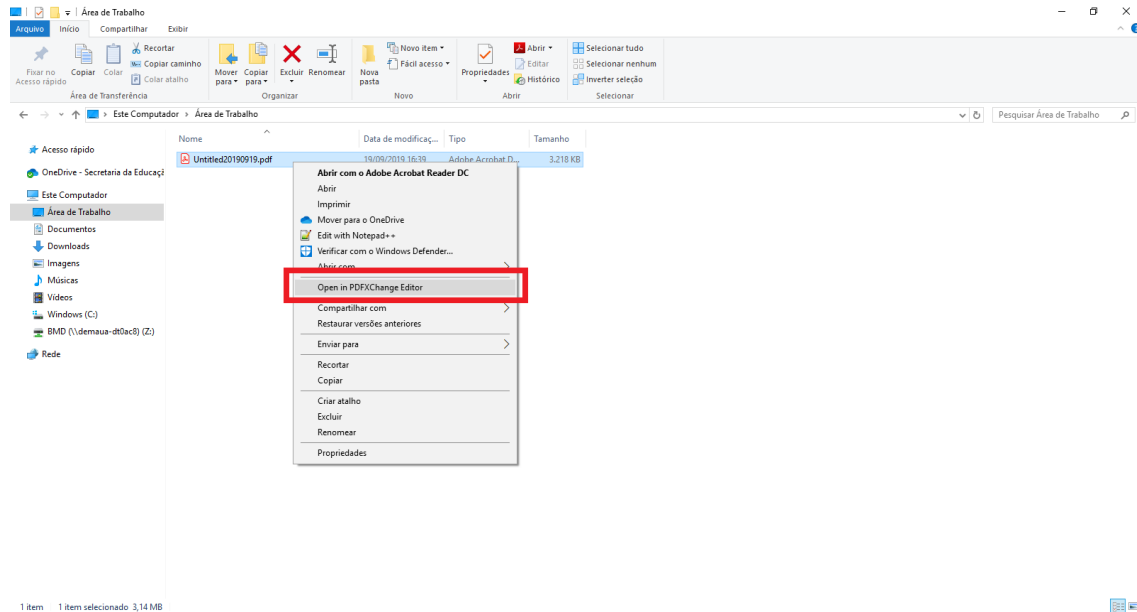 Área de Trabalho
Arquivo Início Compartilhar Exibir
Fixar no Acesso rápido
Copiar
Colar
Recortar
Copiar caminho
Colar atalho
Mover para
Copiar para
Excluir
Renomear
Nova pasta
Novo item
Fácil acesso
Propriedades
Abrir
Editar
Histórico
Selecionar tudo
Selecionar nenhum
Inverter seleção
Área de Transferência Organizar Novo Abrir Selecionar
Este Computador > Área de Trabalho
Pesquisar Área de Trabalho
Nome Data de modificaç... Tipo Tamanho
Untitled20190919.pdf 19/09/2019 16:39 Adobe Acrobat D... 3.218 KB
Acesso rápido
OneDrive - Secretaria da Educaçã
Este Computador
Área de Trabalho
Documentos
Downloads
Imagens
Músicas
Vídeos
Windows (C:)
BMD (\\demaua-dt0ac8) (Z:)
Rede
Abrir com o Adobe Acrobat Reader DC
Abrir
Imprimir
Mover para o OneDrive
Edit with Notepad++
Verificar com o Windows Defender...
Abrir com
Open in PDFXChange Editor
Compartilhar com
Restaurar versões anteriores
Enviar para
Recortar
Copiar
Criar atalho
Excluir
Renomear
Propriedades
1 item 1 item selecionado 3,14 MB